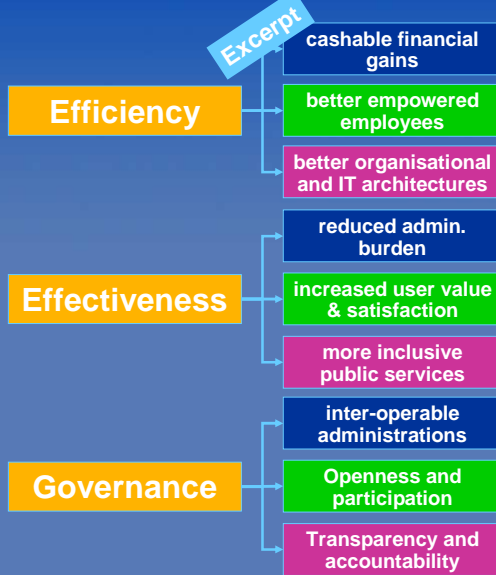 Excerpt
cashable financial
gains
Efficiency
better empowered
employees
better organisational
and IT architectures
reduced admin.
burden
Effectiveness
increased user value
& satisfaction
more inclusive
public services
inter-operable
administrations
Governance
Openness and
participation
Transparency and
accountability